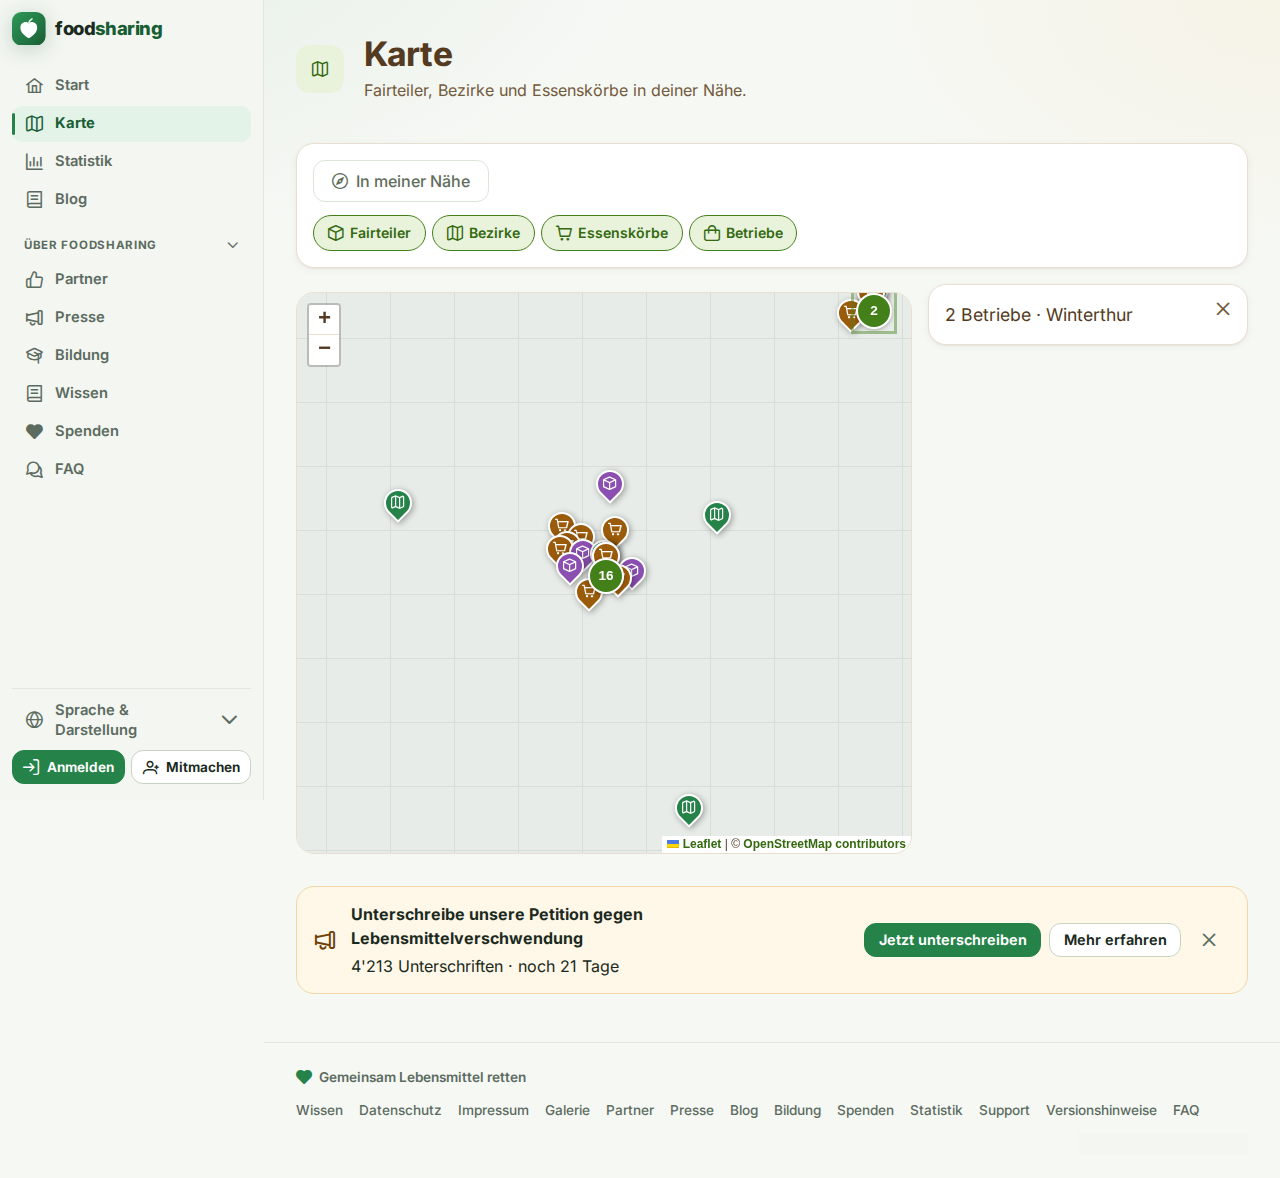 foodsharing
Start
Karte
Statistik
Blog
ÜBER FOODSHARING
Partner
Presse
Bildung
Wissen
Spenden
FAQ
Sprache &
Darstellung
Anmelden
Mitmachen
Karte
Fairteiler, Bezirke und Essenskörbe in deiner Nähe.
In meiner Nähe
Fairteiler
Bezirke
Essenskörbe
Betriebe
+
−
2
16
Leaflet | © OpenStreetMap contributors
2 Betriebe · Winterthur
Unterschreibe unsere Petition gegen
Lebensmittelverschwendung
4'213 Unterschriften · noch 21 Tage
Jetzt unterschreiben
Mehr erfahren
Gemeinsam Lebensmittel retten
Wissen Datenschutz Impressum Galerie Partner Presse Blog Bildung Spenden Statistik Support Versionshinweise FAQ